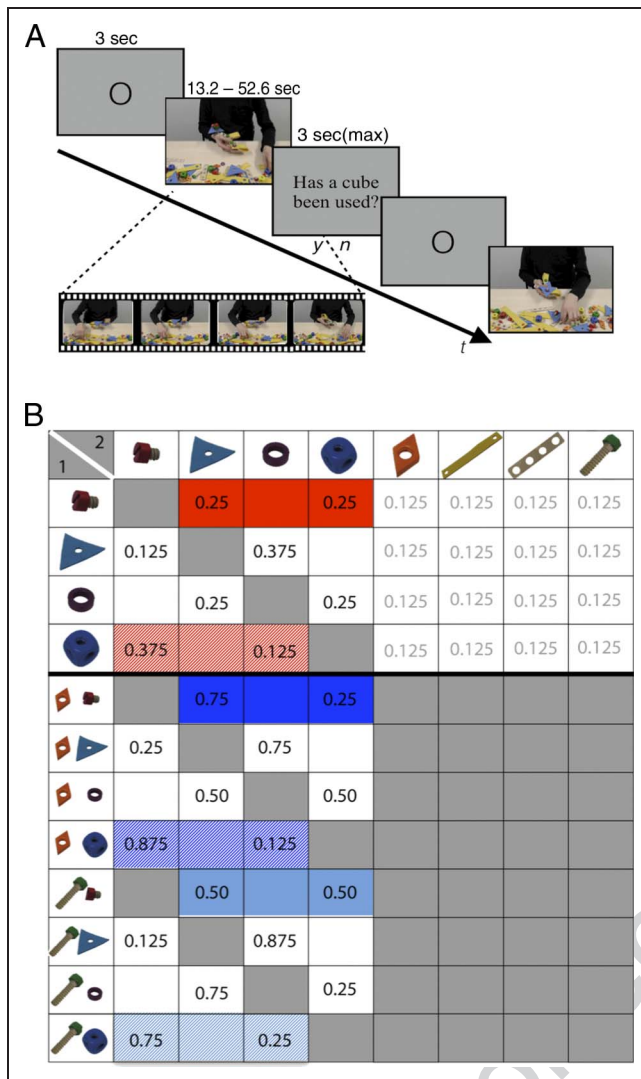 A
3 sec
13.2 – 52.6 sec
3 sec(max)
Has a cube
been used?
y n
t
B
2
1
0.25 0.25 0.125 0.125 0.125 0.125
0.125 0.375 0.125 0.125 0.125 0.125
0.25 0.25 0.125 0.125 0.125 0.125
0.375 0.125 0.125 0.125 0.125 0.125
0.75 0.25
0.25 0.75
0.50 0.50
0.875 0.125
0.50 0.50
0.125 0.875
0.75 0.25
0.75 0.25